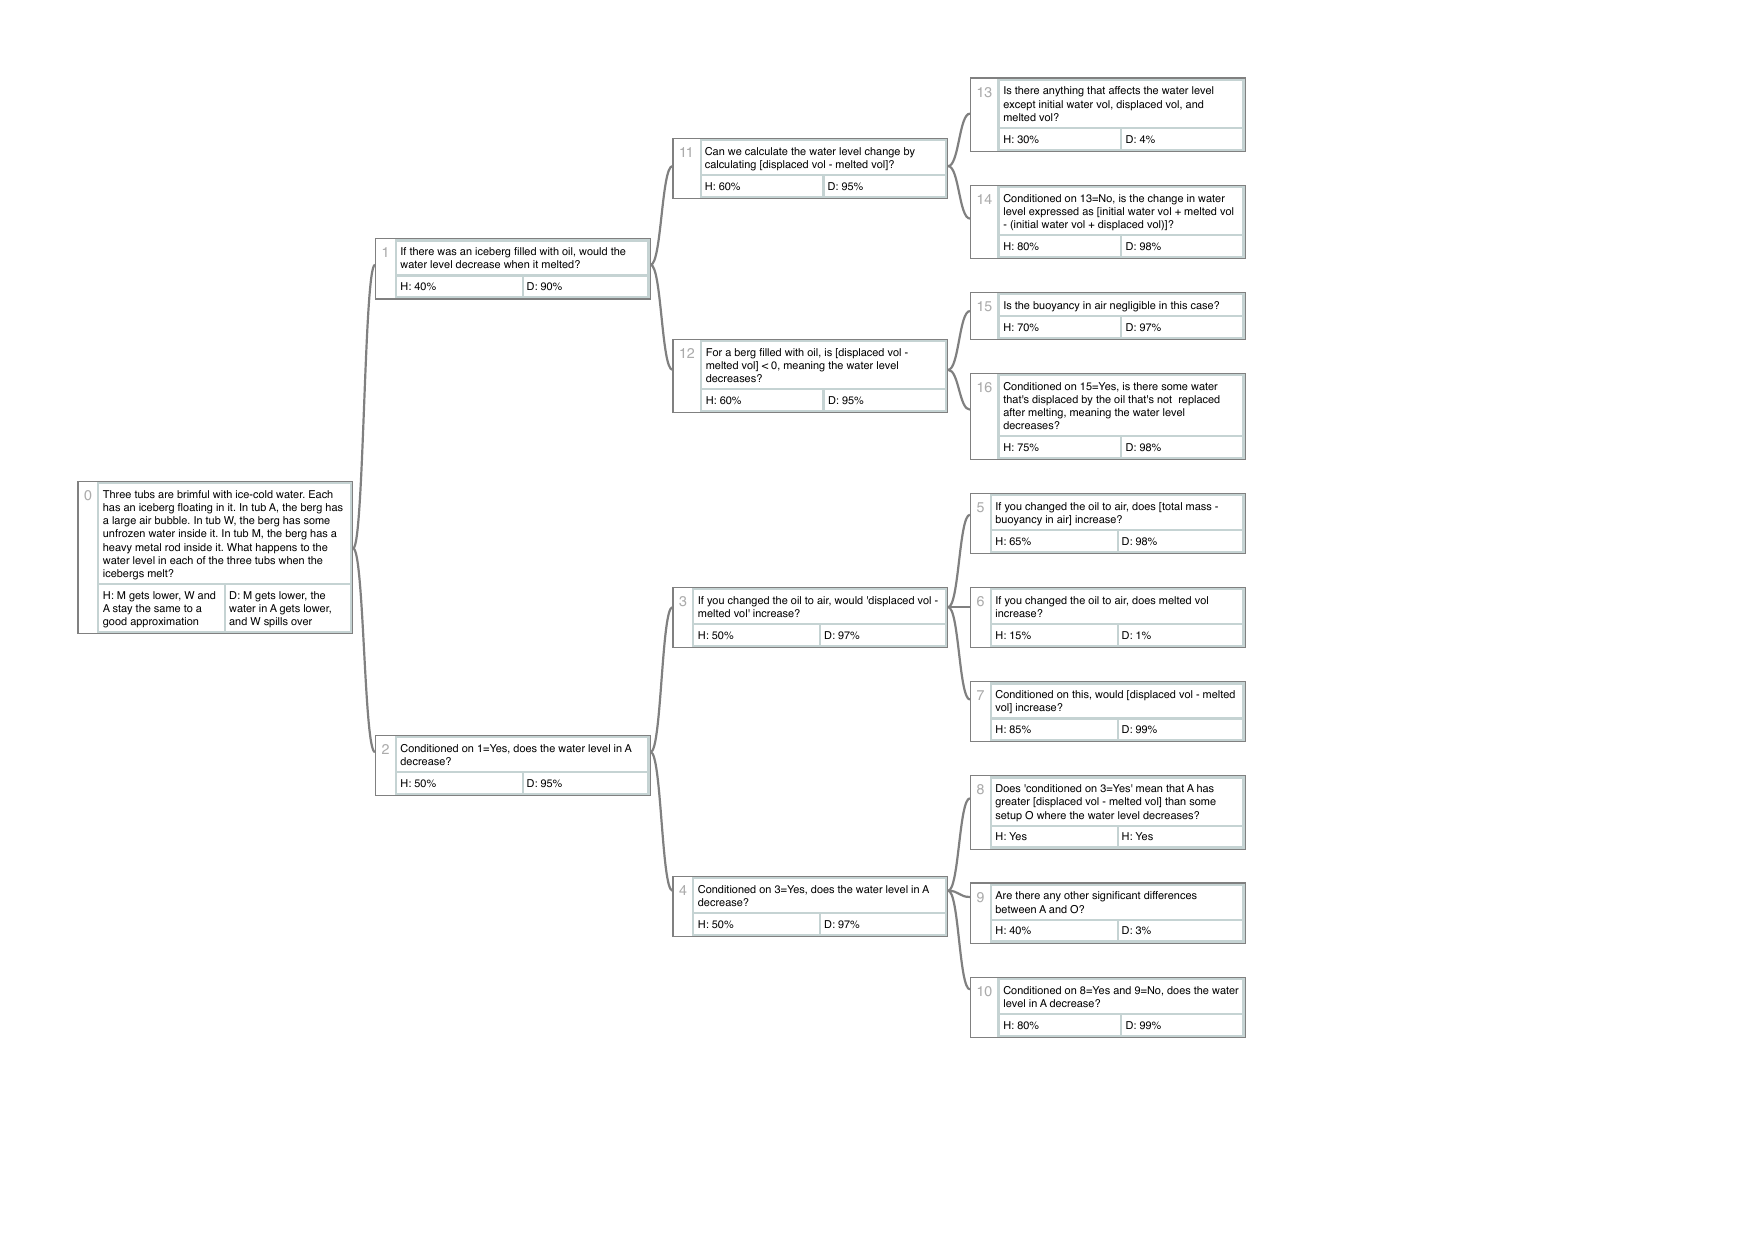 0
Three tubs are brimful with ice-cold water. Each
has an iceberg floating in it. In tub A, the berg has
a large air bubble. In tub W, the berg has some
unfrozen water inside it. In tub M, the berg has a
heavy metal rod inside it. What happens to the
water level in each of the three tubs when the
icebergs melt?
H: M gets lower, W and
A stay the same to a
good approximation
D: M gets lower, the
water in A gets lower,
and W spills over
1
If there was an iceberg filled with oil, would the
water level decrease when it melted?
H: 40%
D: 90%
11
Can we calculate the water level change by
calculating [displaced vol - melted vol]?
H: 60%
D: 95%
13
Is there anything that affects the water level
except initial water vol, displaced vol, and
melted vol?
H: 30%
D: 4%
14
Conditioned on 13=No, is the change in water
level expressed as [initial water vol + melted vol
- (initial water vol + displaced vol)]?
H: 80%
D: 98%
12
For a berg filled with oil, is [displaced vol -
melted vol] < 0, meaning the water level
decreases?
H: 60%
D: 95%
15
Is the buoyancy in air negligible in this case?
H: 70%
D: 97%
16
Conditioned on 15=Yes, is there some water
that's displaced by the oil that's not  replaced
after melting, meaning the water level
decreases?
H: 75%
D: 98%
2
Conditioned on 1=Yes, does the water level in A
decrease?
H: 50%
D: 95%
3
If you changed the oil to air, would 'displaced vol -
melted vol' increase?
H: 50%
D: 97%
5
If you changed the oil to air, does [total mass -
buoyancy in air] increase?
H: 65%
D: 98%
6
If you changed the oil to air, does melted vol
increase?
H: 15%
D: 1%
7
Conditioned on this, would [displaced vol - melted
vol] increase?
H: 85%
D: 99%
4
Conditioned on 3=Yes, does the water level in A
decrease?
H: 50%
D: 97%
8
Does 'conditioned on 3=Yes' mean that A has
greater [displaced vol - melted vol] than some
setup O where the water level decreases?
H: Yes
H: Yes
9
Are there any other significant differences
between A and O?
H: 40%
D: 3%
10
Conditioned on 8=Yes and 9=No, does the water
level in A decrease?
H: 80%
D: 99%